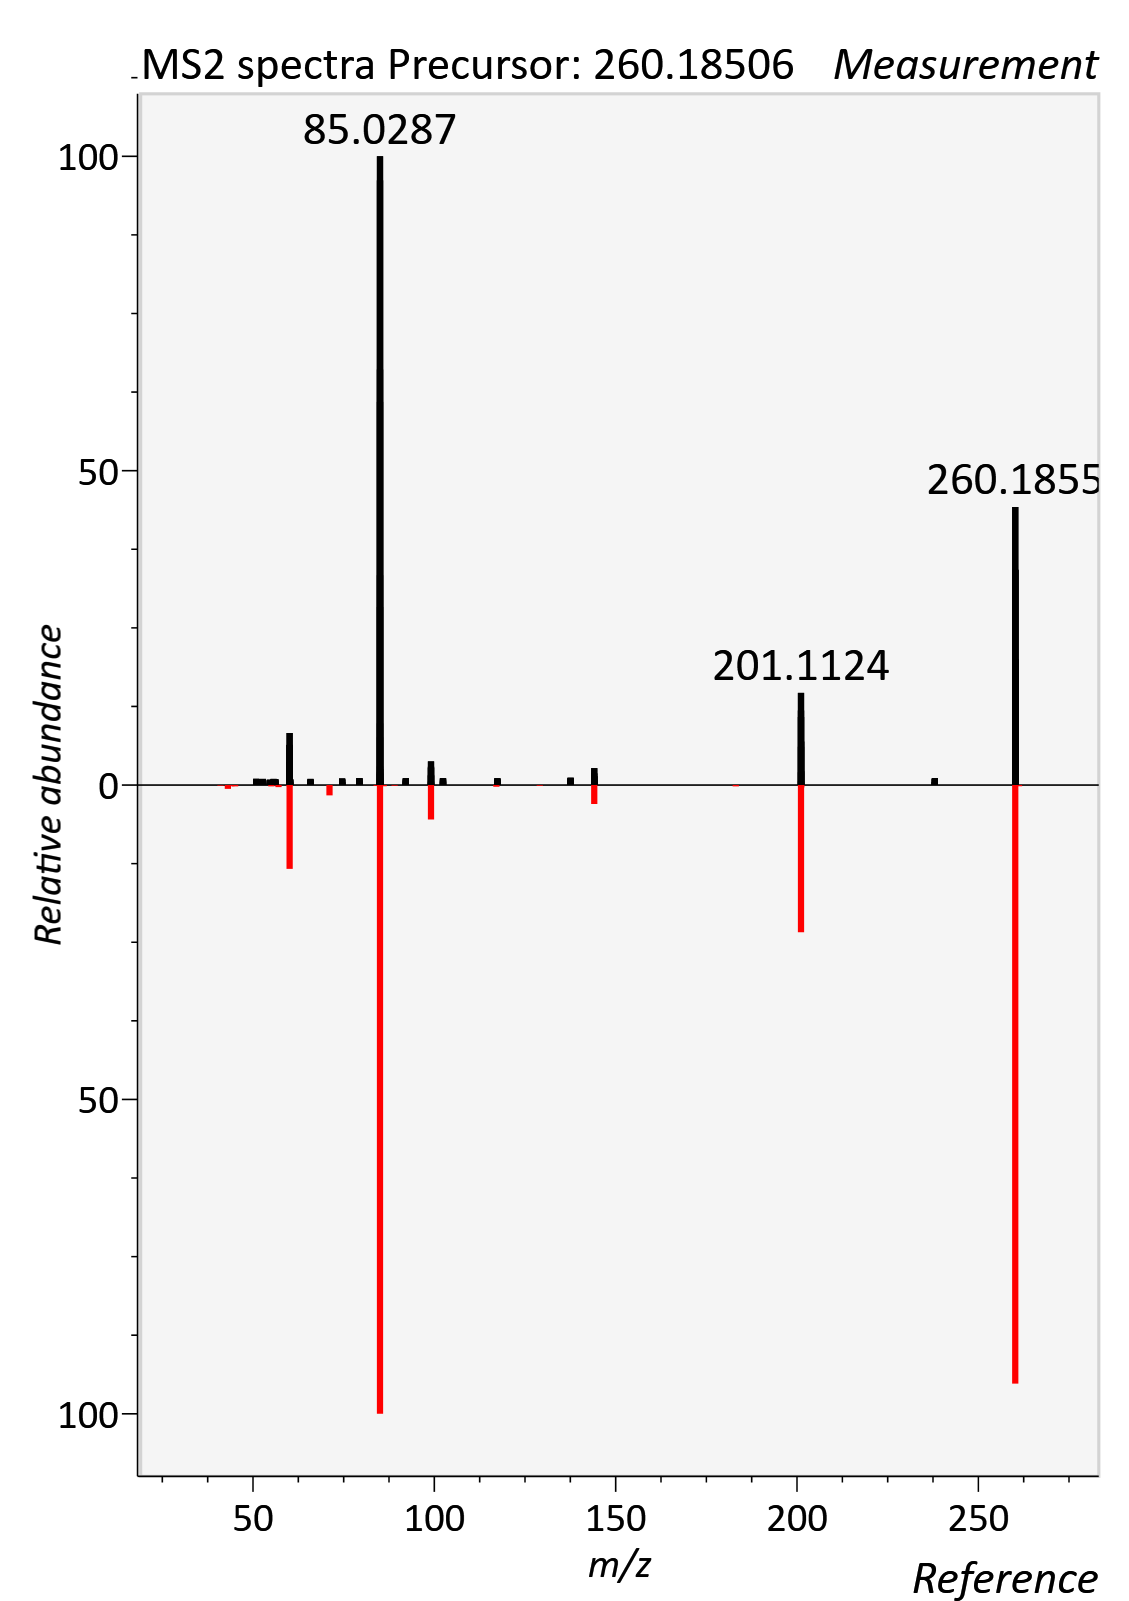 MS2 spectra Precursor: 260.18506 Measurement
85.0287
100
50
260.1855
201.1124
0
Relative abundance
50
100
50 100 150 200 250
m/z
Reference